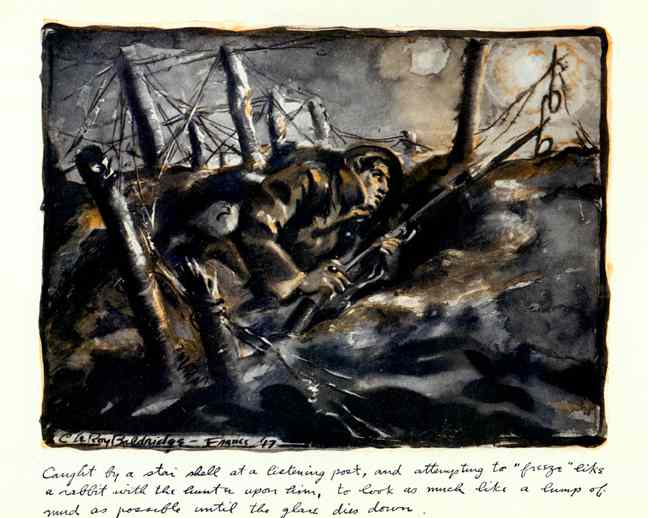 C LeRoy Baldridge – France '17
Caught by a star shell at a listening post, and attempting to "freeze" like
a rabbit with the hunter upon him, to look as much like a lump of
mud as possible until the glare dies down.